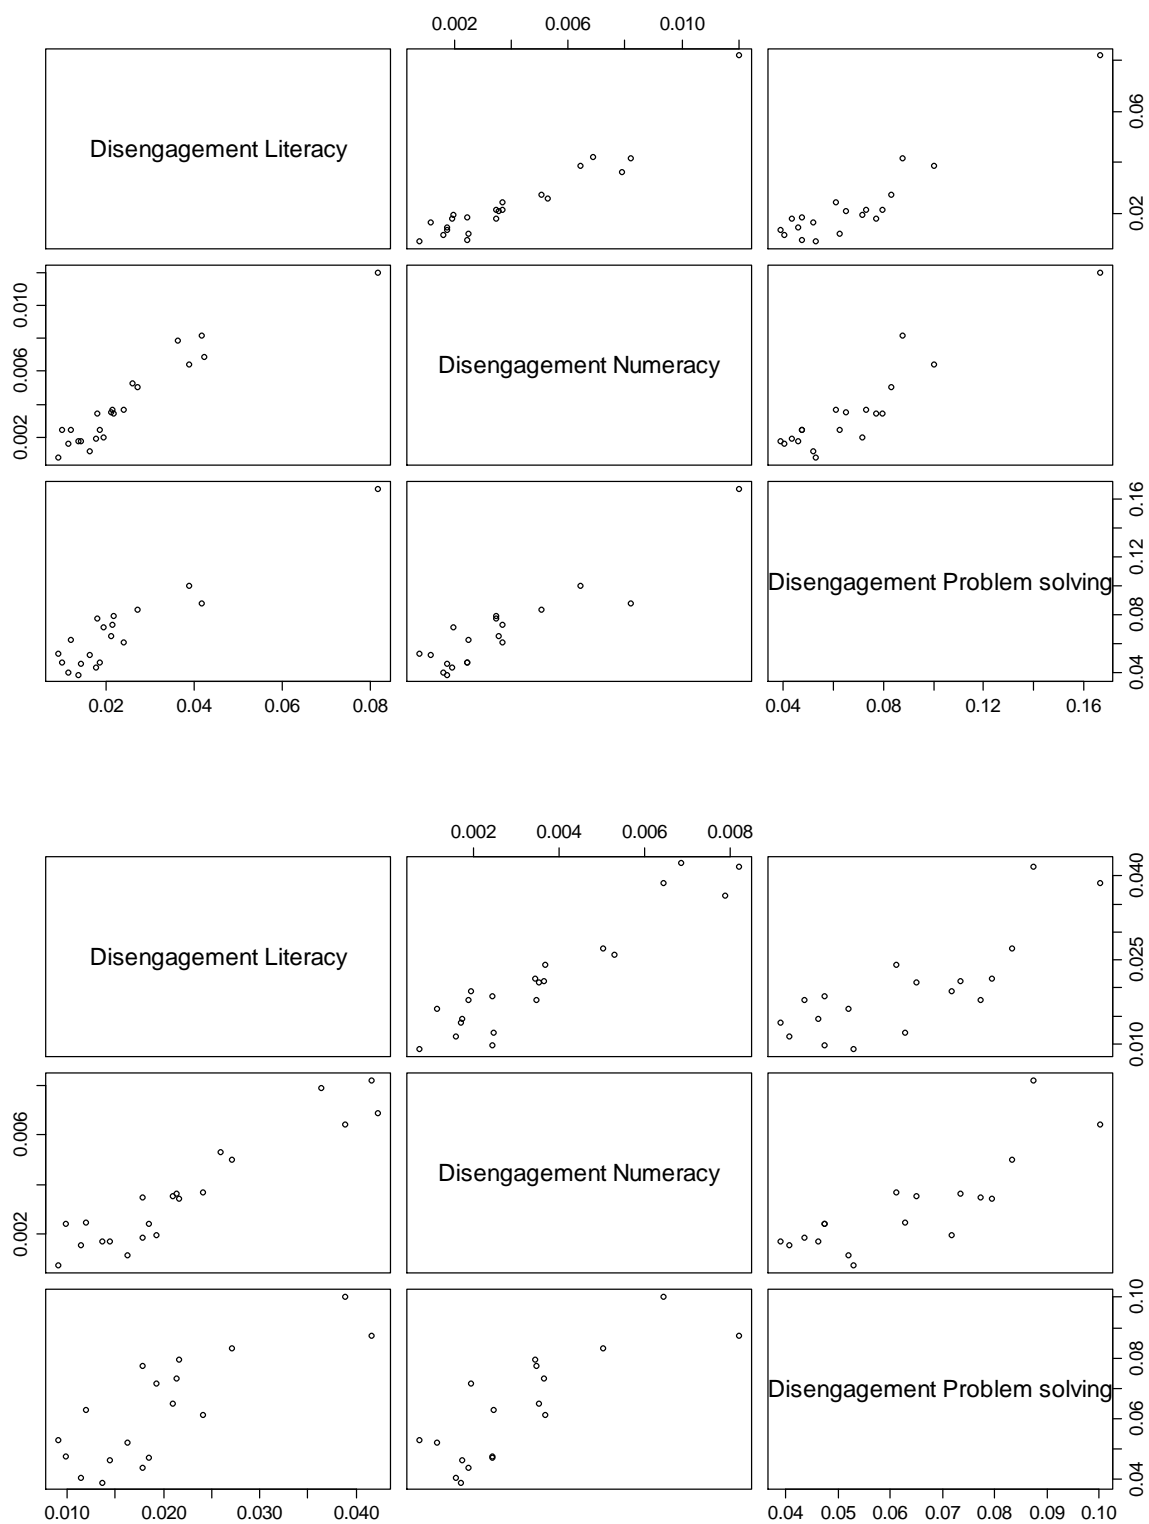 0.002 0.006 0.010
Disengagement Literacy
0.02 0.06
0.002 0.006 0.010
Disengagement Numeracy
Disengagement Problem solving
0.04 0.08 0.12 0.16
0.02 0.04 0.06 0.08
0.04 0.08 0.12 0.16
0.002 0.004 0.006 0.008
Disengagement Literacy
0.010 0.025 0.040
0.002 0.006
Disengagement Numeracy
Disengagement Problem solving
0.04 0.06 0.08 0.10
0.010 0.020 0.030 0.040
0.04 0.05 0.06 0.07 0.08 0.09 0.10